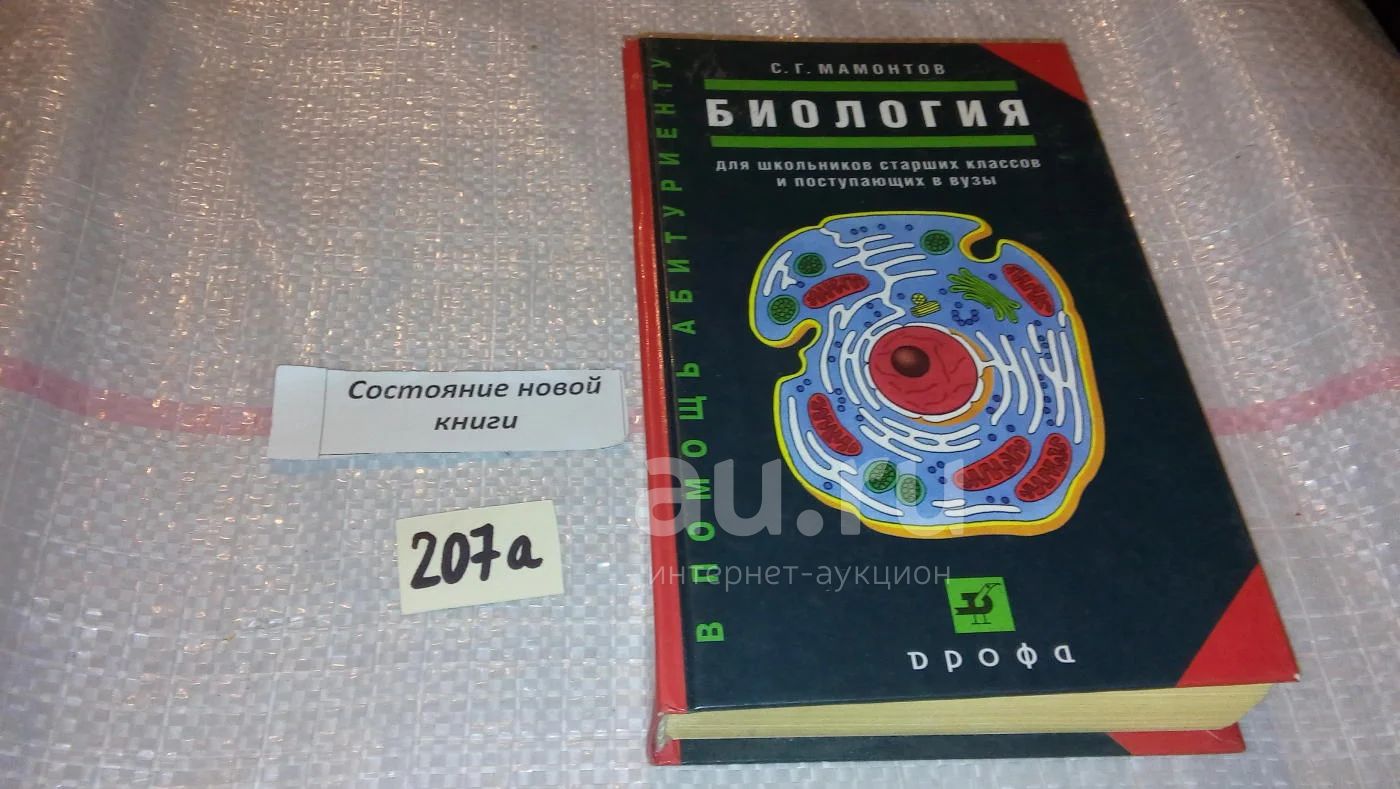 С. Г. МАМОНТОВ
БИОЛОГИЯ
для школьников старших классов
и поступающих в вузы
В ПОМОЩЬ АБИТУРИЕНТУ
Состояние новой
книги
207а
au.ru
интернет-аукцион
дрофа